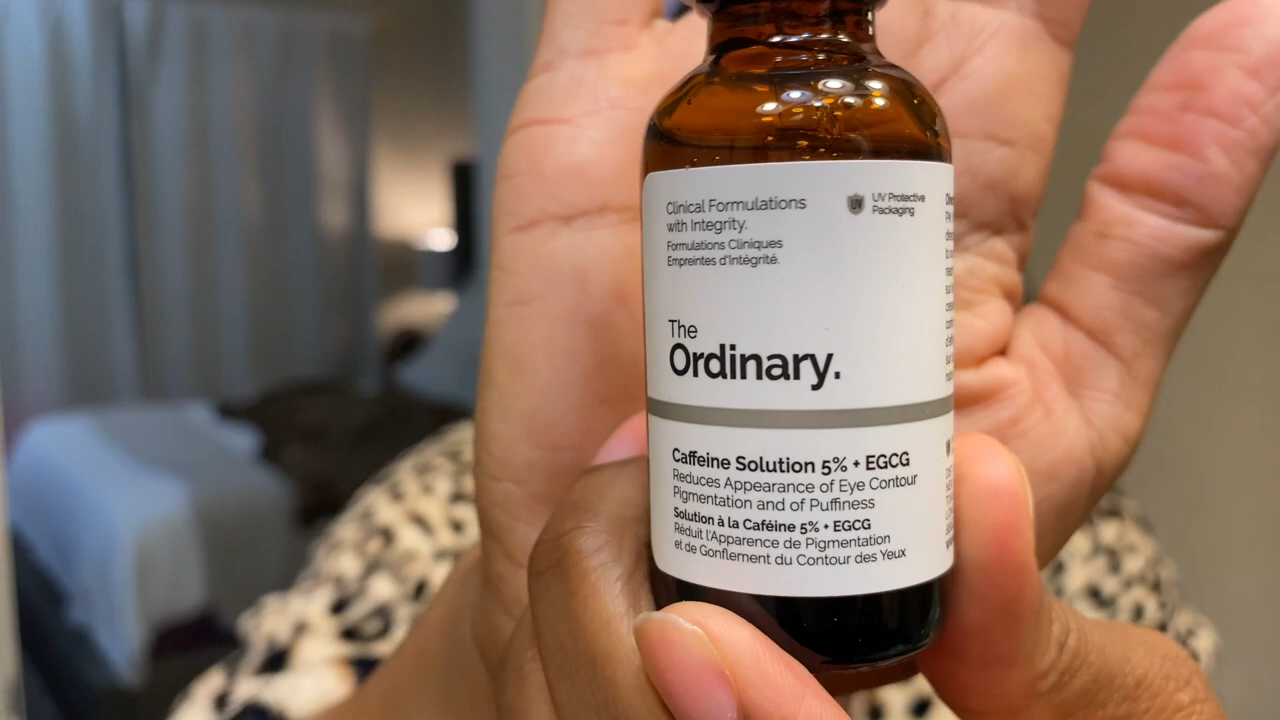 Clinical Formulations
with Integrity.
Formulations Cliniques
Empreintes d'Intégrité.
UV
UV Protective
Packaging
The
Ordinary.
Caffeine Solution 5% + EGCG
Reduces Appearance of Eye Contour
Pigmentation and of Puffiness
Solution à la Caféine 5% + EGCG
Réduit l'Apparence de Pigmentation
et de Gonflement du Contour des Yeux